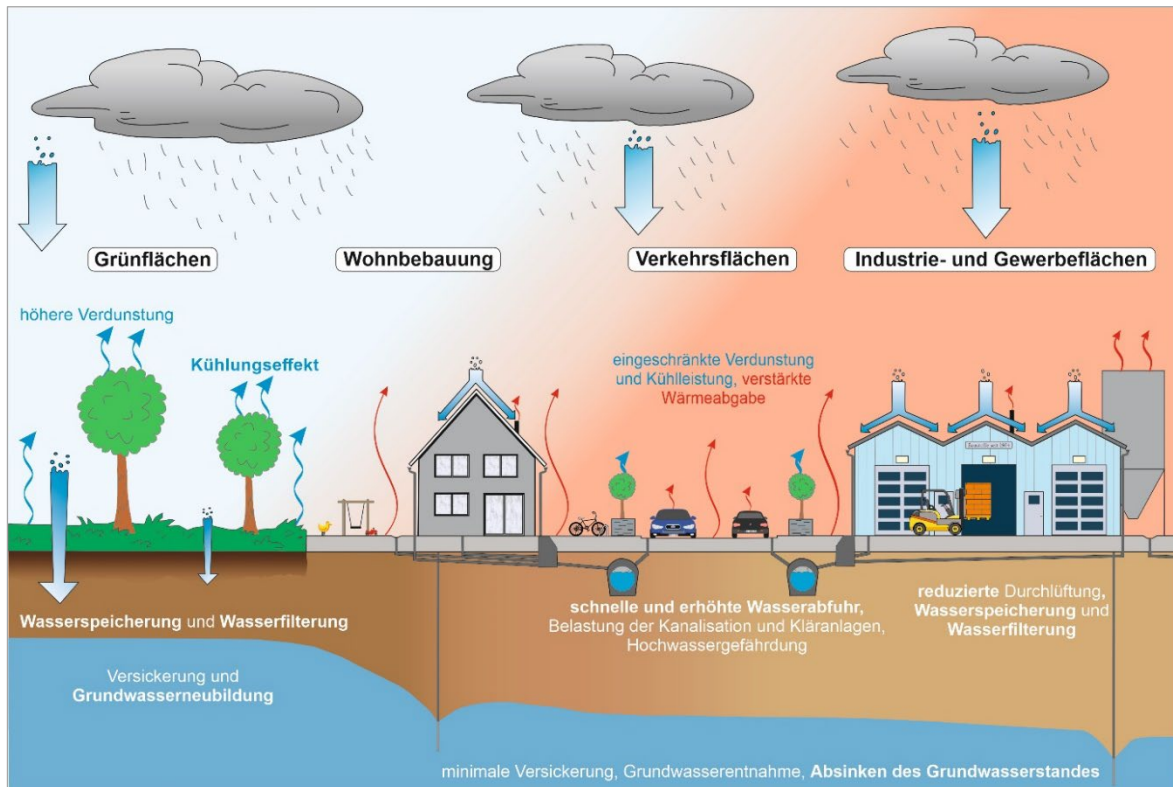 Grünflächen
Wohnbebauung
Verkehrsflächen
Industrie- und Gewerbeflächen
höhere Verdunstung
Kühlungseffekt
eingeschränkte Verdunstung
und Kühlleistung, verstärkte
Wärmeabgabe
Wasserspeicherung und Wasserfilterung
schnelle und erhöhte Wasserabfuhr,
Belastung der Kanalisation und Kläranlagen,
Hochwassergefährdung
reduzierte Durchlüftung,
Wasserspeicherung und
Wasserfilterung
Versickerung und
Grundwasserneubildung
minimale Versickerung, Grundwasserentnahme, Absinken des Grundwasserstandes